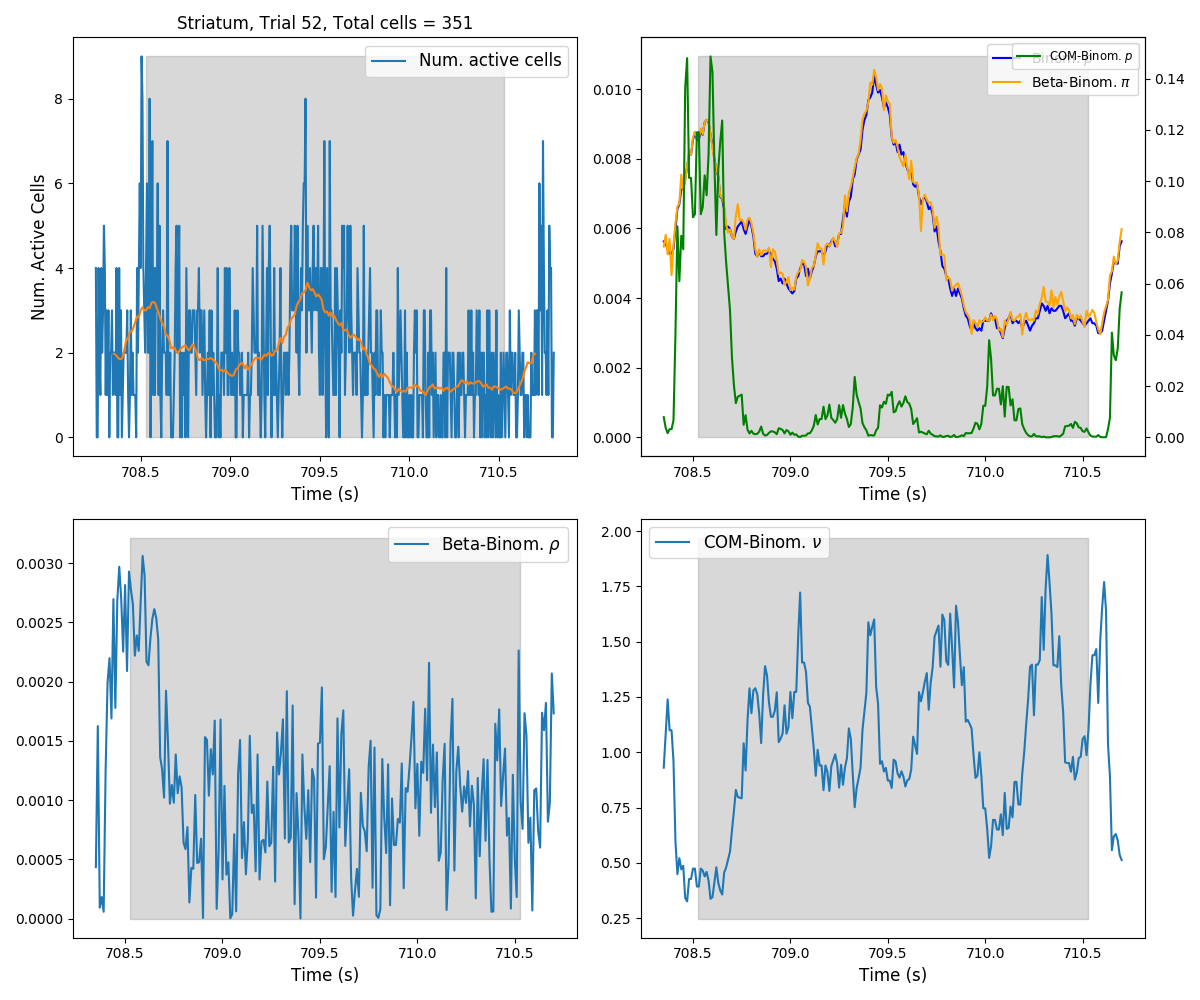 Striatum, Trial 52, Total cells = 351
Num. active cells
Num. Active Cells
8
6
4
2
0
708.5 709.0 709.5 710.0 710.5
Time (s)
COM-Binom. p
Beta-Binom. π
0.010
0.008
0.006
0.004
0.002
0.000
0.14
0.12
0.10
0.08
0.06
0.04
0.02
0.00
708.5 709.0 709.5 710.0 710.5
Time (s)
Beta-Binom. ρ
0.0030
0.0025
0.0020
0.0015
0.0010
0.0005
0.0000
708.5 709.0 709.5 710.0 710.5
Time (s)
COM-Binom. ν
2.00
1.75
1.50
1.25
1.00
0.75
0.50
0.25
708.5 709.0 709.5 710.0 710.5
Time (s)